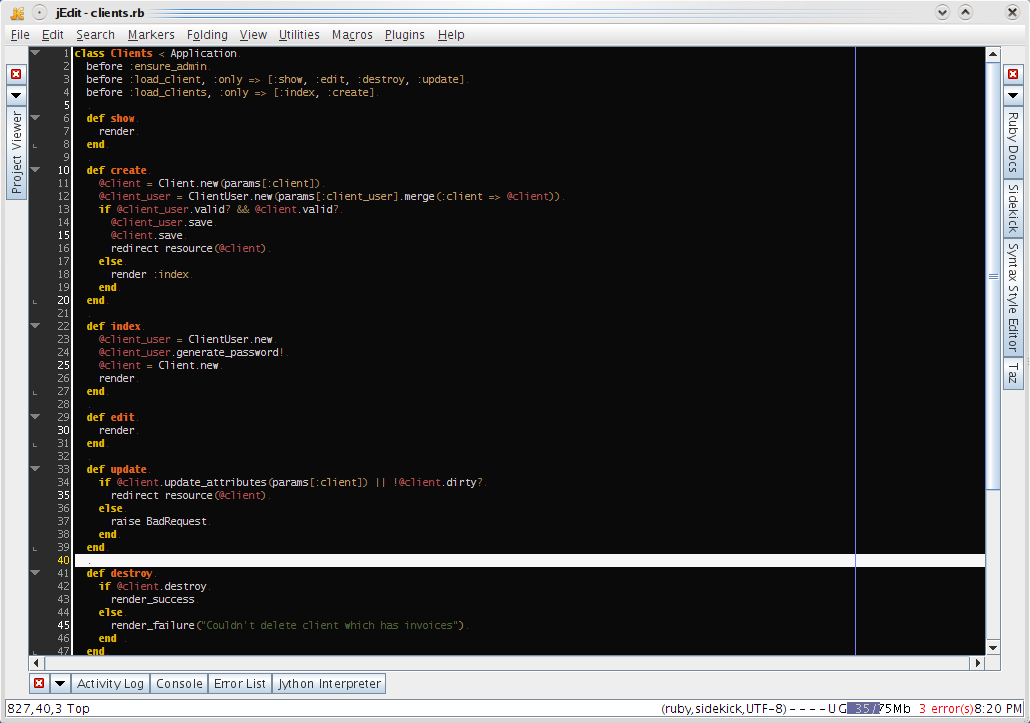 jEdit - clients.rb
File Edit Search Markers Folding View Utilities Macros Plugins Help
Project Viewer
1 class Clients < Application
2 before :ensure_admin
3 before :load_client, :only => [:show, :edit, :destroy, :update]
4 before :load_clients, :only => [:index, :create]
5
6 def show
7 render
8 end
9
10 def create
11 @client = Client.new(params[:client])
12 @client_user = ClientUser.new(params[:client_user].merge(:client => @client))
13 if @client_user.valid? && @client.valid?
14 @client_user.save
15 @client.save
16 redirect resource(@client)
17 else
18 render :index
19 end
20 end
21
22 def index
23 @client_user = ClientUser.new
24 @client_user.generate_password!
25 @client = Client.new
26 render
27 end
28
29 def edit
30 render
31 end
32
33 def update
34 if @client.update_attributes(params[:client]) || !@client.dirty?
35 redirect resource(@client)
36 else
37 raise BadRequest
38 end
39 end
40
41 def destroy
42 if @client.destroy
43 render_success
44 else
45 render_failure("Couldn't delete client which has invoices")
46 end
47 end
Ruby Docs
Sidekick
Syntax Style Editor
Taz
Activity Log Console Error List Jython Interpreter
827,40,3 Top (ruby,sidekick,UTF-8) - - - - U G 35/75Mb 3 error(s) 8:20 PM